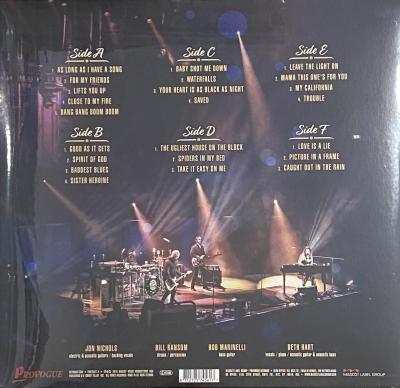 Side A
1. AS LONG AS I HAVE A SONG
2. FOR MY FRIENDS
3. LIFTS YOU UP
4. CLOSE TO MY FIRE
BANG BANG BOOM BOOM
Side B
1. GOOD AS IT GETS
2. SPIRIT OF GOD
3. BADDEST BLUES
4. SISTER HEROINE
Side C
1. BABY SHOT ME DOWN
2. WATERFALLS
3. YOUR HEART IS AS BLACK AS NIGHT
4. SAVED
Side D
1. THE UGLIEST HOUSE ON THE BLOCK
2. SPIDERS IN MY BED
3. TAKE IT EASY ON ME
Side E
1. LEAVE THE LIGHT ON
2. MAMA THIS ONE'S FOR YOU
3. MY CALIFORNIA
4. TROUBLE
Side F
1. LOVE IS A LIE
2. PICTURE IN A FRAME
3. CAUGHT OUT IN THE RAIN
JON NICHOLS
electric & acoustic guitars / backing vocals
BILL RANSOM
drums / percussion
BOB MARINELLI
bass guitar
BETH HART
vocals / piano / acoustic guitar & acoustic bass
PROVOGUE
MASCOT LABEL GROUP